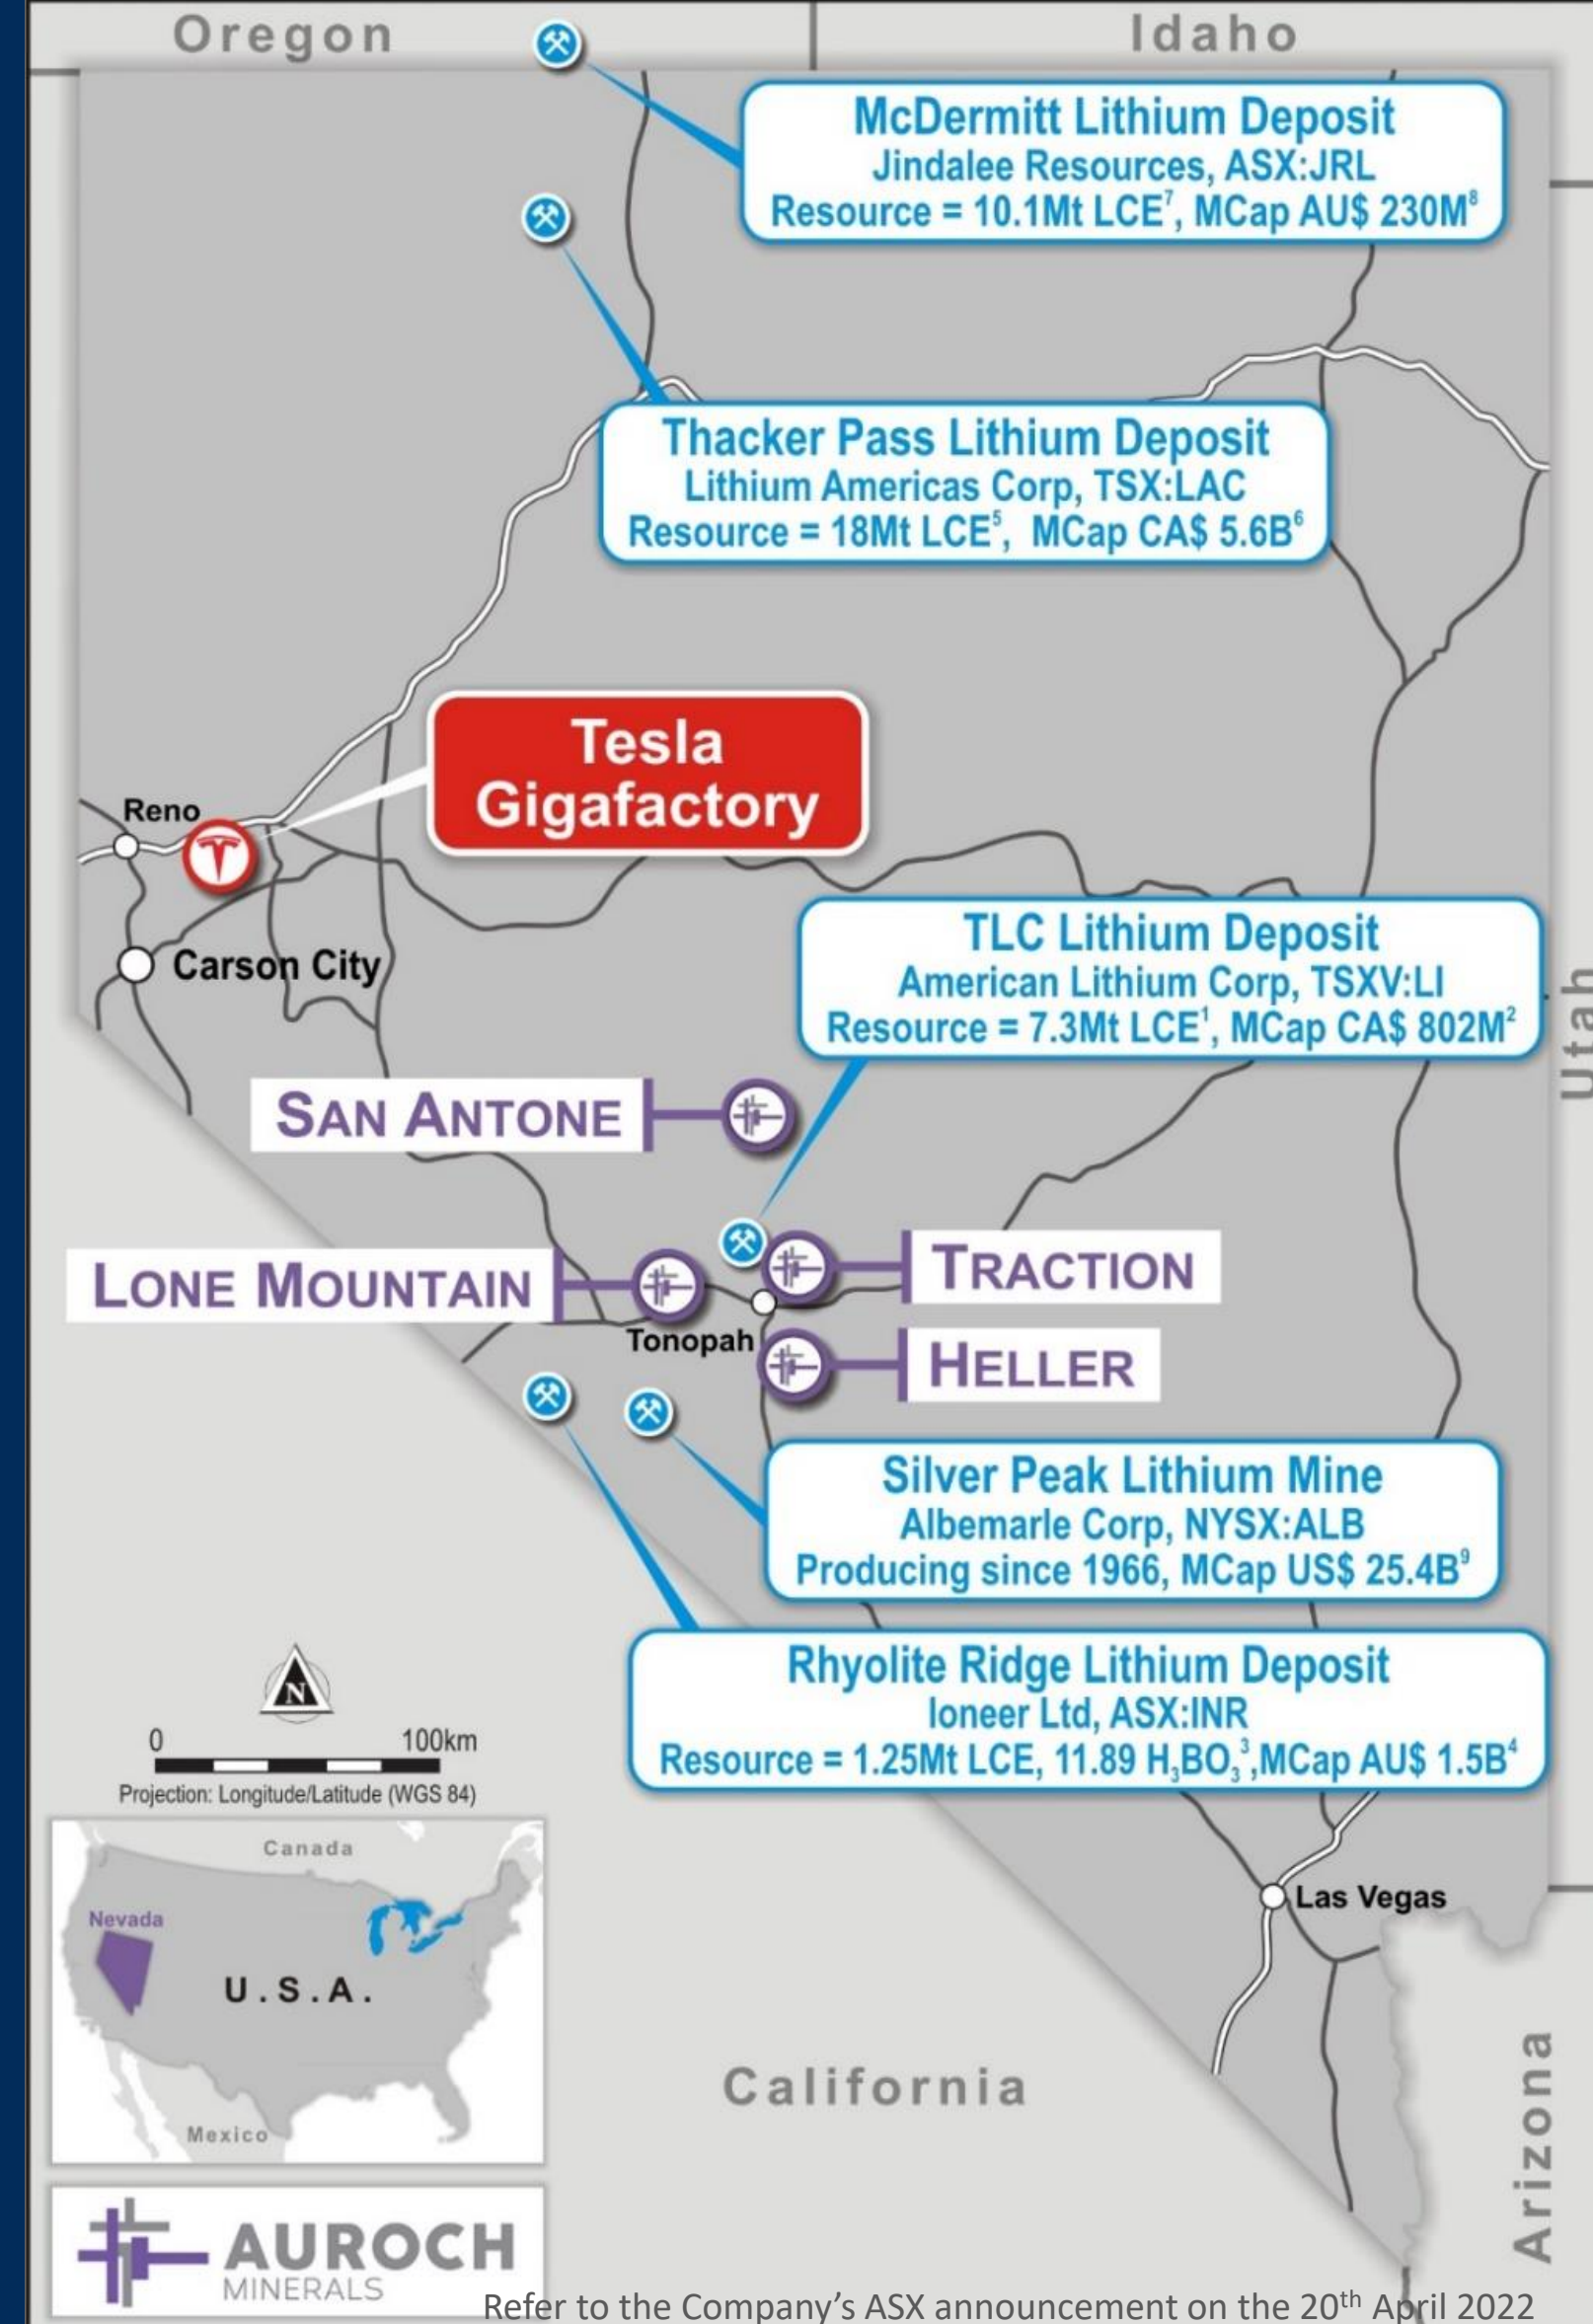 Oregon
Idaho
McDermitt Lithium Deposit
Jindalee Resources, ASX:JRL
Resource = 10.1Mt LCE⁷, MCap AU$ 230M⁸
Thacker Pass Lithium Deposit
Lithium Americas Corp, TSX:LAC
Resource = 18Mt LCE⁵, MCap CA$ 5.6B⁶
Tesla
Gigafactory
Reno
Carson City
TLC Lithium Deposit
American Lithium Corp, TSXV:LI
Resource = 7.3Mt LCE¹, MCap CA$ 802M²
Utah
SAN ANTONE
LONE MOUNTAIN
TRACTION
Tonopah
HELLER
Silver Peak Lithium Mine
Albemarle Corp, NYSX:ALB
Producing since 1966, MCap US$ 25.4B⁹
Rhyolite Ridge Lithium Deposit
Ioneer Ltd, ASX:INR
Resource = 1.25Mt LCE, 11.89 H₃BO₃³,MCap AU$ 1.5B⁴
N
0 100km
Projection: Longitude/Latitude (WGS 84)
Canada
Nevada
U.S.A.
Mexico
Las Vegas
California
Arizona
AUROCH
MINERALS
Refer to the Company's ASX announcement on the 20th April 2022